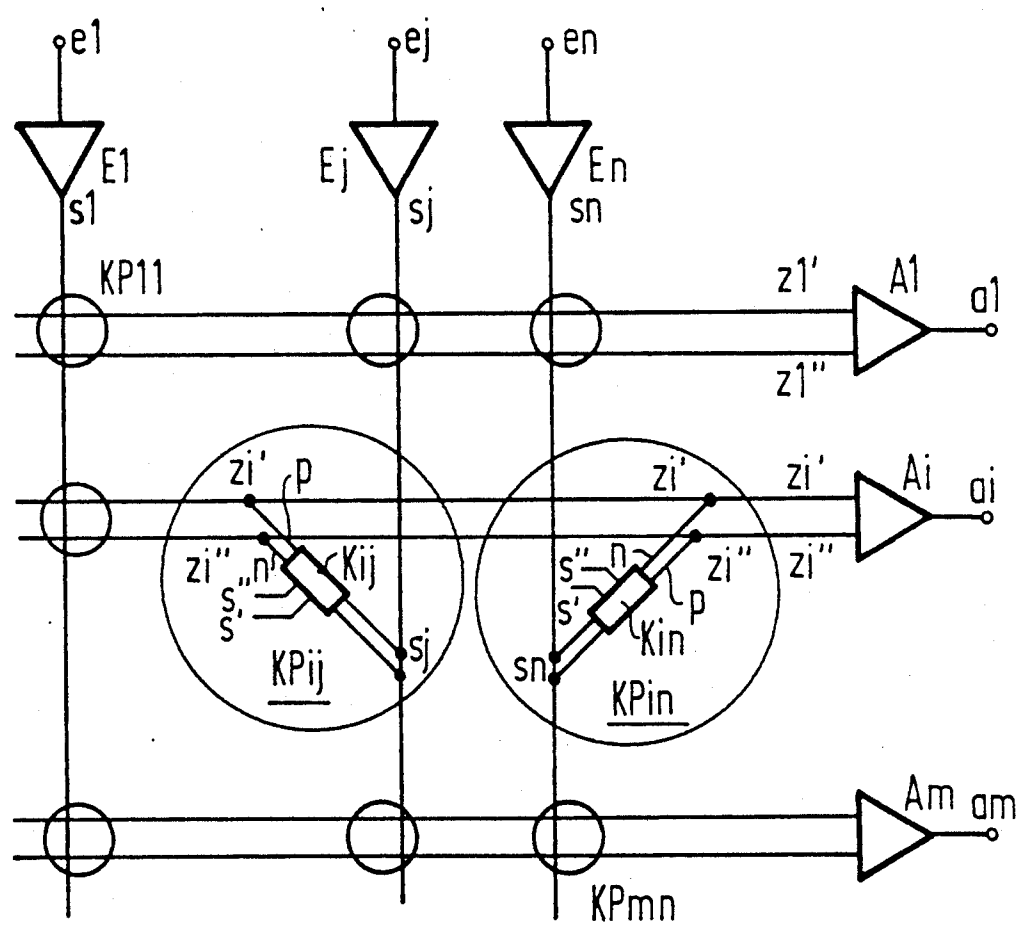 e1 ej en
E1 Ej En
s1 sj sn
KP11 z1' A1 a1
z1"
zi' p zi' zi' Ai ai
zi" n' Kij s" n zi" zi"
s" s' p
s' sj Kin
KPij sn KPin
Am am
KPmn